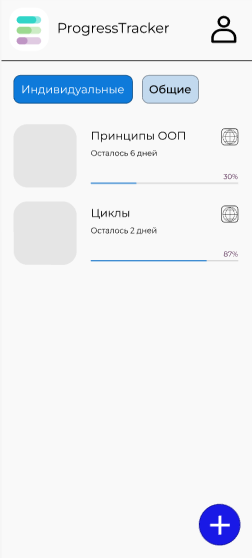 ProgressTracker
Индивидуальные
Общие
Принципы ООП
Осталось 6 дней
30%
Циклы
Осталось 2 дней
87%